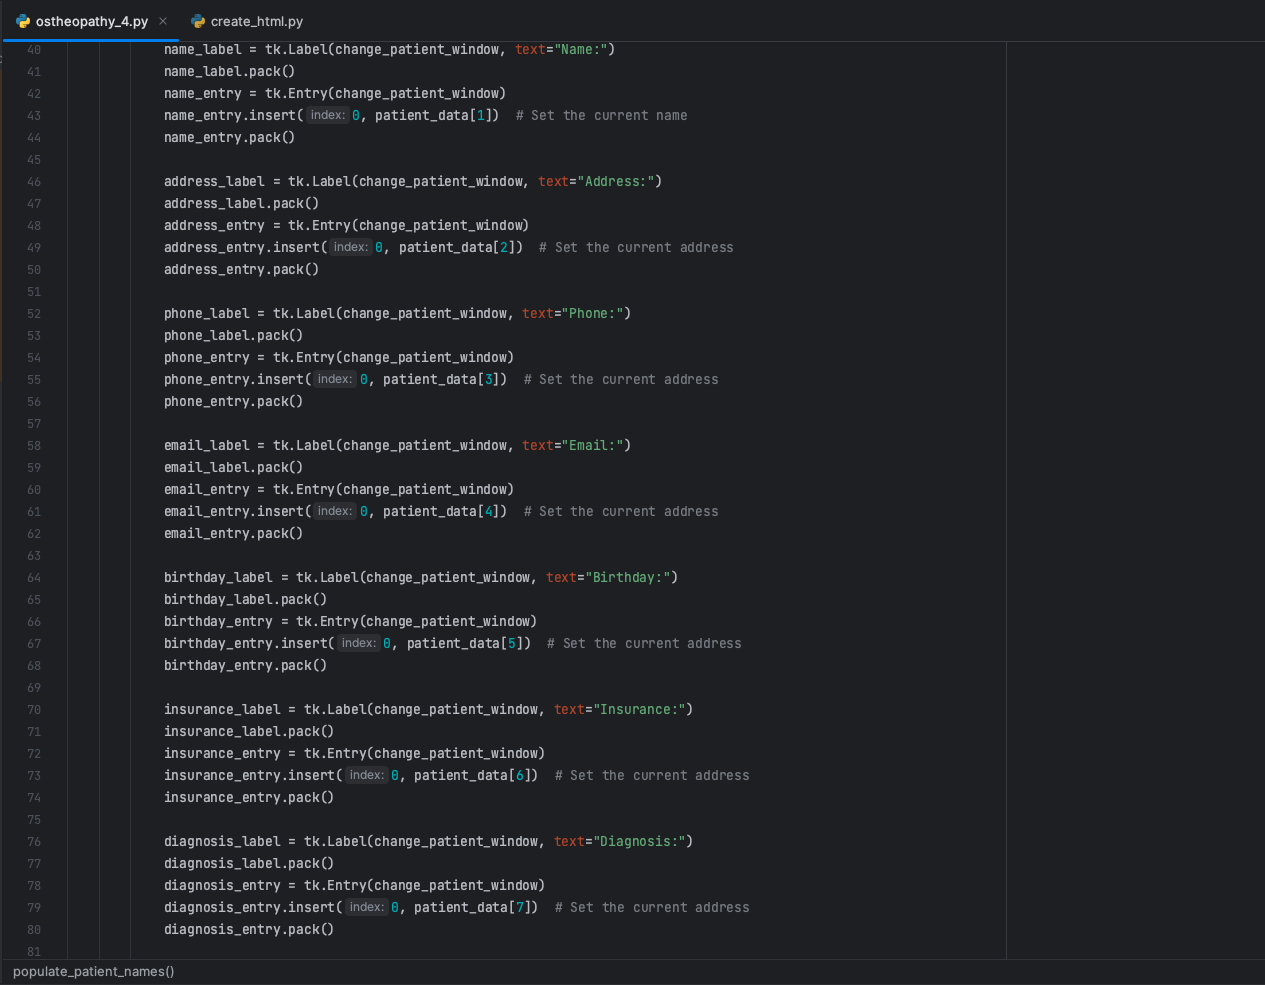 ostheopathy_4.py × create_html.py
40 name_label = tk.Label(change_patient_window, text="Name:")
41 name_label.pack()
42 name_entry = tk.Entry(change_patient_window)
43 name_entry.insert( index: 0, patient_data[1])  # Set the current name
44 name_entry.pack()
45
46 address_label = tk.Label(change_patient_window, text="Address:")
47 address_label.pack()
48 address_entry = tk.Entry(change_patient_window)
49 address_entry.insert( index: 0, patient_data[2])  # Set the current address
50 address_entry.pack()
51
52 phone_label = tk.Label(change_patient_window, text="Phone:")
53 phone_label.pack()
54 phone_entry = tk.Entry(change_patient_window)
55 phone_entry.insert( index: 0, patient_data[3])  # Set the current address
56 phone_entry.pack()
57
58 email_label = tk.Label(change_patient_window, text="Email:")
59 email_label.pack()
60 email_entry = tk.Entry(change_patient_window)
61 email_entry.insert( index: 0, patient_data[4])  # Set the current address
62 email_entry.pack()
63
64 birthday_label = tk.Label(change_patient_window, text="Birthday:")
65 birthday_label.pack()
66 birthday_entry = tk.Entry(change_patient_window)
67 birthday_entry.insert( index: 0, patient_data[5])  # Set the current address
68 birthday_entry.pack()
69
70 insurance_label = tk.Label(change_patient_window, text="Insurance:")
71 insurance_label.pack()
72 insurance_entry = tk.Entry(change_patient_window)
73 insurance_entry.insert( index: 0, patient_data[6])  # Set the current address
74 insurance_entry.pack()
75
76 diagnosis_label = tk.Label(change_patient_window, text="Diagnosis:")
77 diagnosis_label.pack()
78 diagnosis_entry = tk.Entry(change_patient_window)
79 diagnosis_entry.insert( index: 0, patient_data[7])  # Set the current address
80 diagnosis_entry.pack()
81
populate_patient_names()